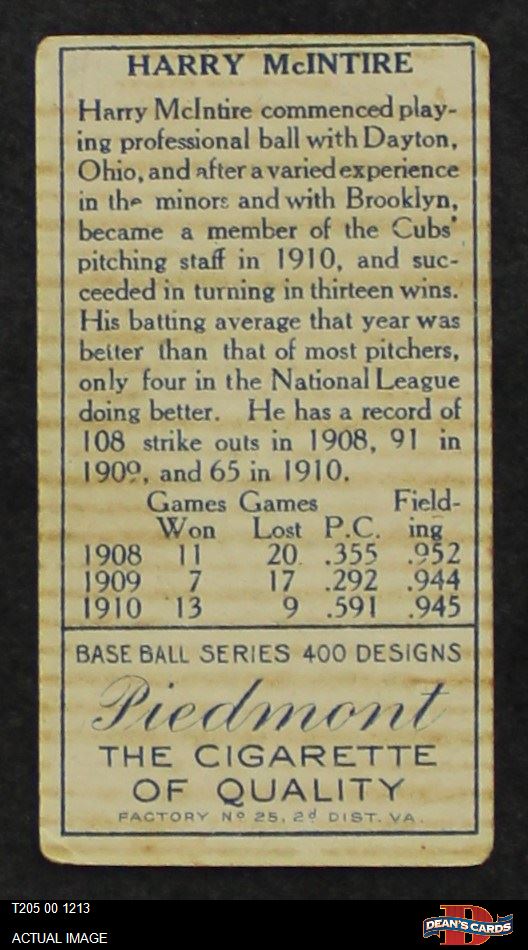 HARRY McINTIRE
Harry McIntire commenced play-
ing professional ball with Dayton,
Ohio, and after a varied experience
in the minors and with Brooklyn,
became a member of the Cubs'
pitching staff in 1910, and suc-
ceeded in turning in thirteen wins.
His batting average that year was
better than that of most pitchers,
only four in the National League
doing better. He has a record of
108 strike outs in 1908, 91 in
1909, and 65 in 1910.
Games Games Field-
Won Lost P.C. ing
1908 11 20 .355 .952
1909 7 17 .292 .944
1910 13 9 .591 .945
BASE BALL SERIES 400 DESIGNS
Piedmont
THE CIGARETTE
OF QUALITY
FACTORY Nº 25, 2d DIST. VA.
T205 00 1213
ACTUAL IMAGE
D
DEAN'S CARDS